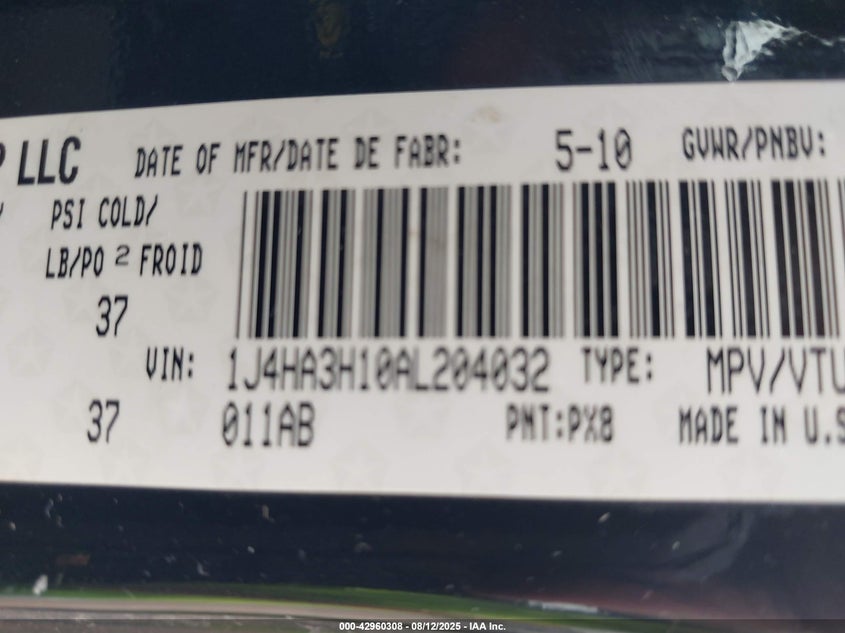 P LLC DATE OF MFR/DATE DE FABR: 5-10 GVWR/PNBV:
PSI COLD/
LB/PO 2 FROID
37
VIN: 1J4HA3H10AL204032 TYPE: MPV/VTU
37 011AB PNT:PX8 MADE IN U.S
000-42960308 - 08/12/2025 - IAA Inc.